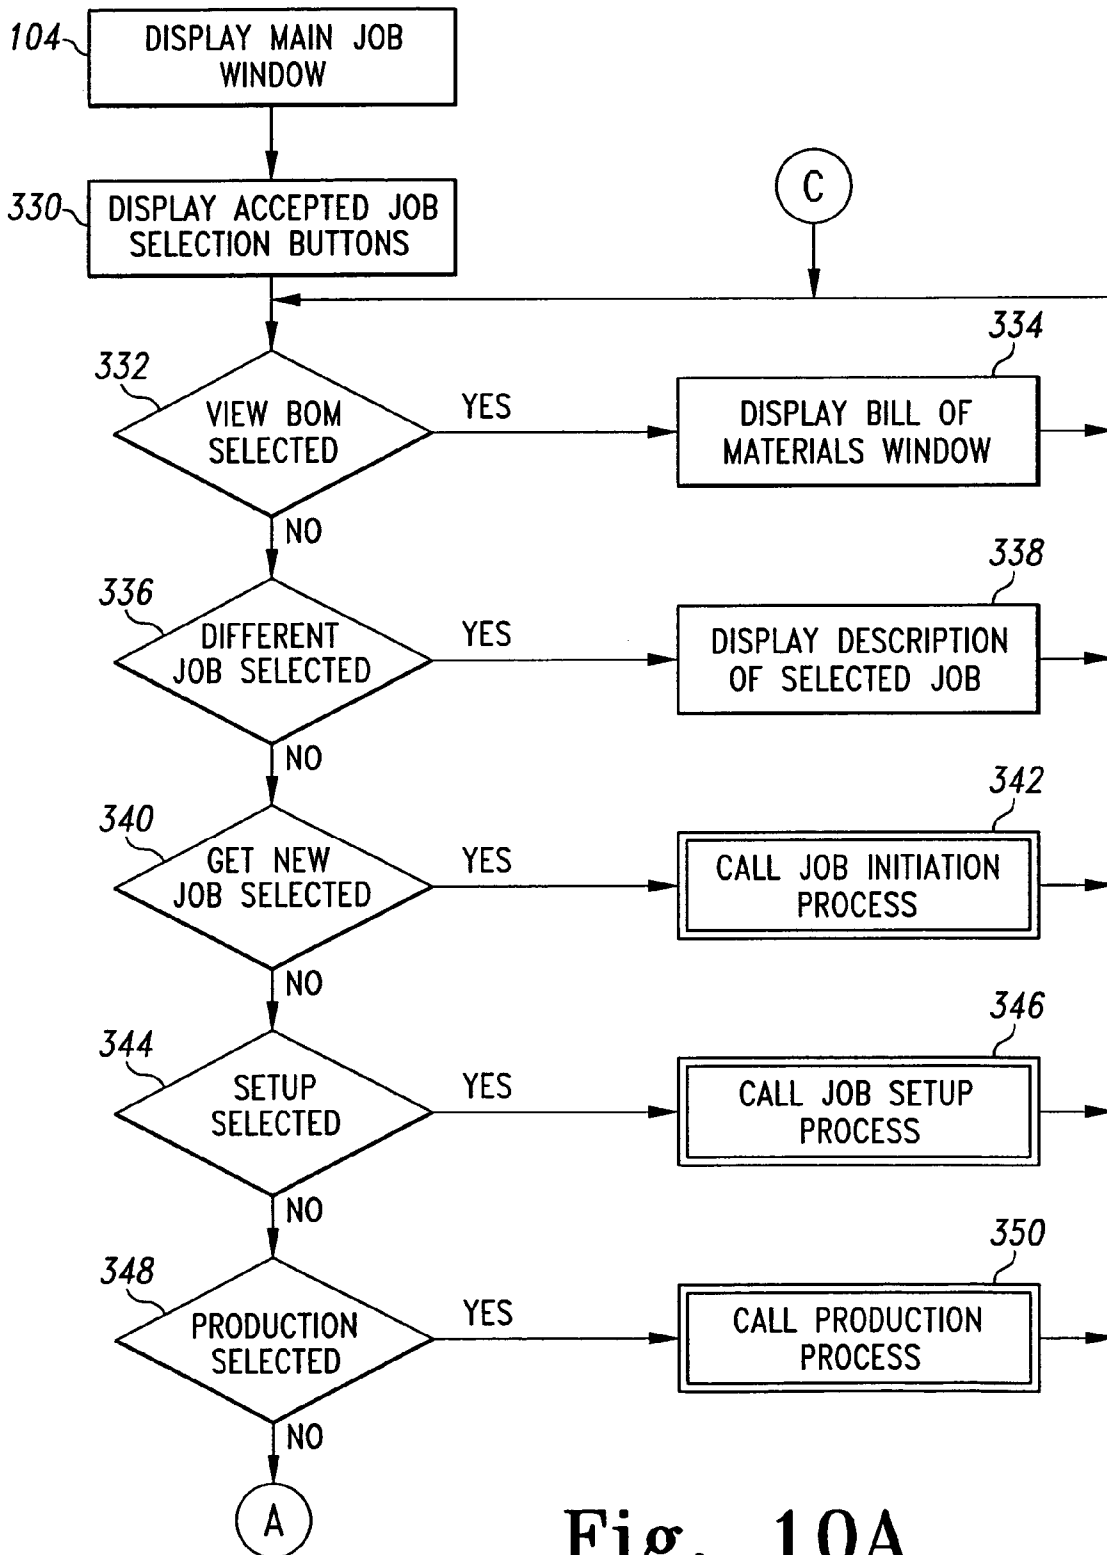 104
DISPLAY MAIN JOB
WINDOW
330
DISPLAY ACCEPTED JOB
SELECTION BUTTONS
C
332
VIEW BOM
SELECTED
YES
334
DISPLAY BILL OF
MATERIALS WINDOW
NO
336
DIFFERENT
JOB SELECTED
YES
338
DISPLAY DESCRIPTION
OF SELECTED JOB
NO
340
GET NEW
JOB SELECTED
YES
342
CALL JOB INITIATION
PROCESS
NO
344
SETUP
SELECTED
YES
346
CALL JOB SETUP
PROCESS
NO
348
PRODUCTION
SELECTED
YES
350
CALL PRODUCTION
PROCESS
NO
A
Fig. 10A